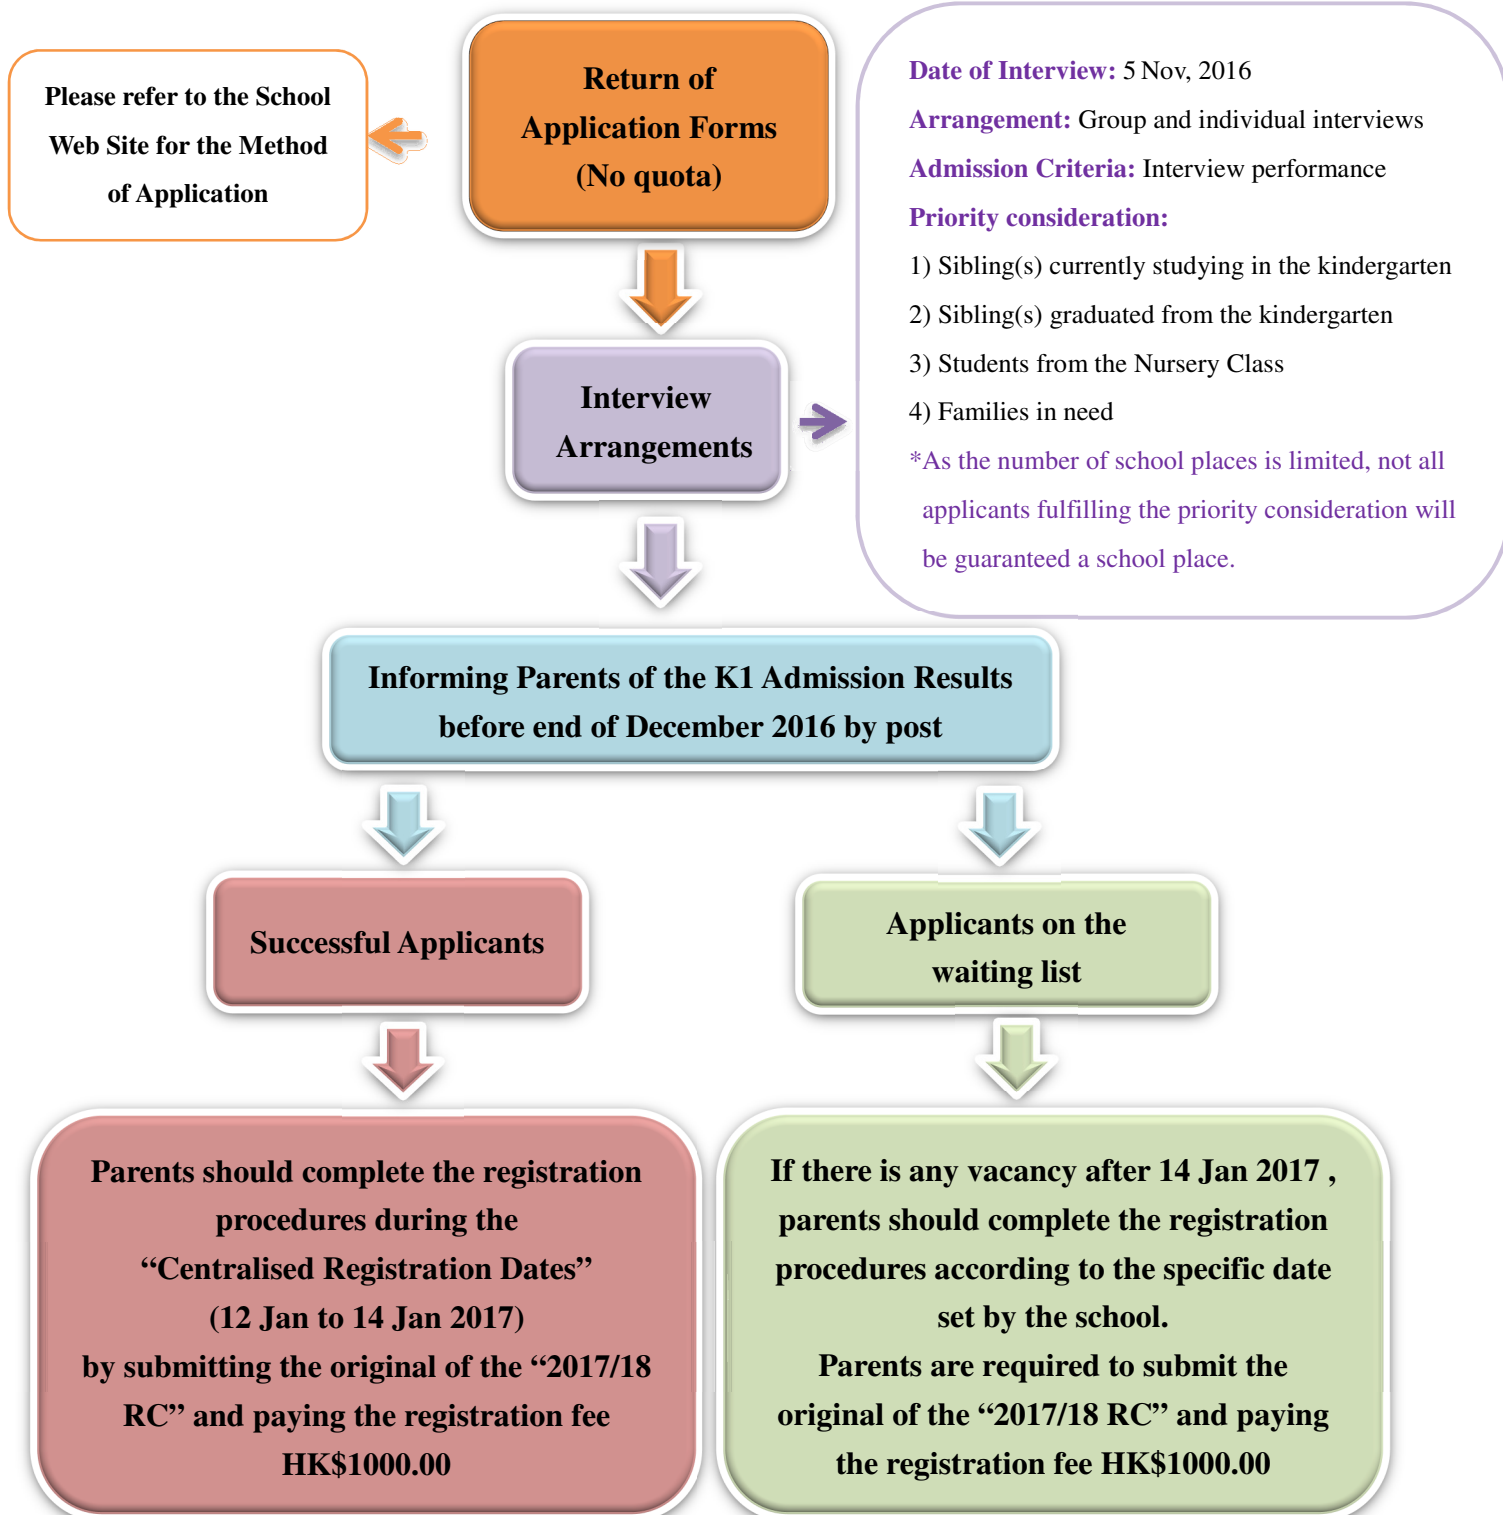 Return of
Application Forms
(No quota)
Please refer to the School
Web Site for the Method
of Application
Interview
Arrangements
Date of Interview: 5 Nov, 2016
Arrangement: Group and individual interviews
Admission Criteria: Interview performance
Priority consideration:
1) Sibling(s) currently studying in the kindergarten
2) Sibling(s) graduated from the kindergarten
3) Students from the Nursery Class
4) Families in need
*As the number of school places is limited, not all
applicants fulfilling the priority consideration will
be guaranteed a school place.
Informing Parents of the K1 Admission Results
before end of December 2016 by post
Successful Applicants
Parents should complete the registration
procedures during the
“Centralised Registration Dates”
(12 Jan to 14 Jan 2017)
by submitting the original of the “2017/18
RC” and paying the registration fee
HK$1000.00
Applicants on the
waiting list
If there is any vacancy after 14 Jan 2017 ,
parents should complete the registration
procedures according to the specific date
set by the school.
Parents are required to submit the
original of the “2017/18 RC” and paying
the registration fee HK$1000.00